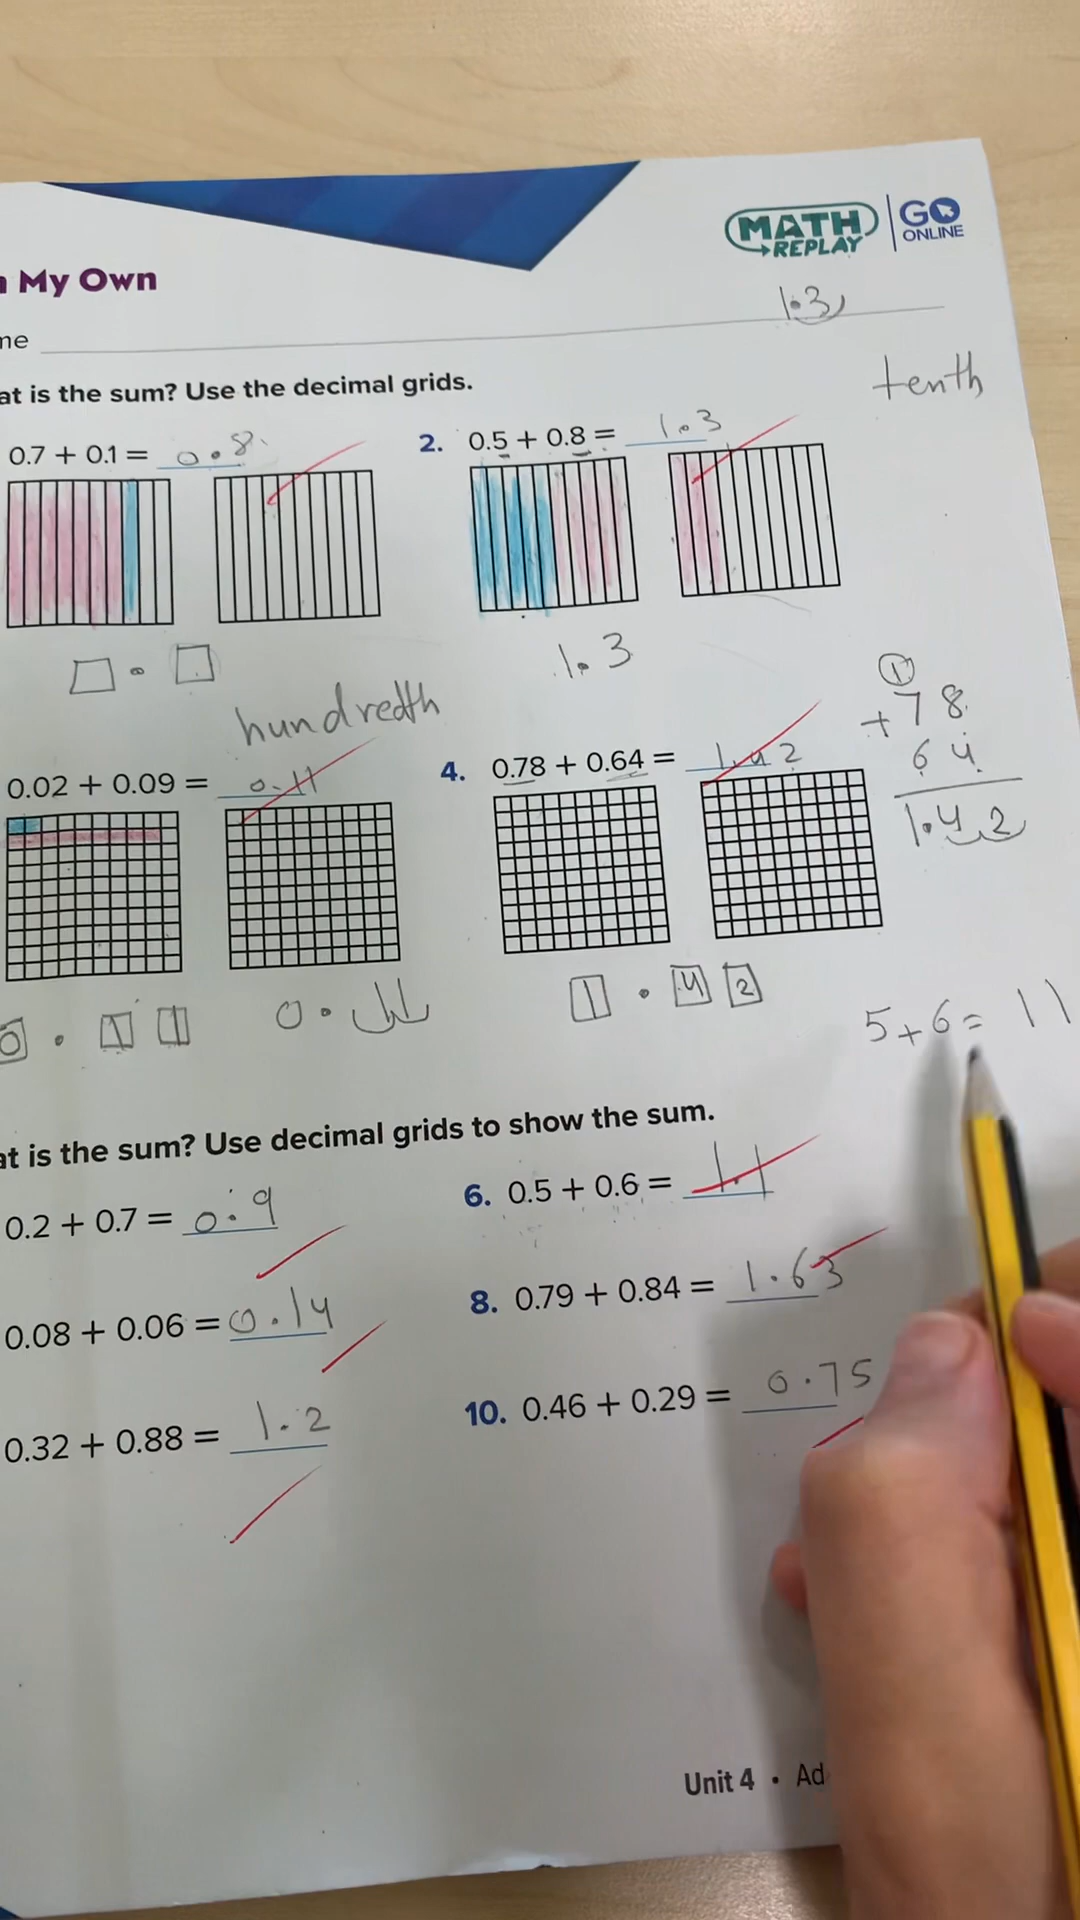 MATH
REPLAY
GO
ONLINE
My Own
1.3
me
at is the sum? Use the decimal grids.
tenth
0.7 + 0.1 = 0.8
2. 0.5 + 0.8 = 1.3
1.3
hundredth
1
+78
64
1.42
0.02 + 0.09 = 0.11
4. 0.78 + 0.64 = 1.42
0 . 1 1
0.11
1 . 4 2
5+6= 11
at is the sum? Use decimal grids to show the sum.
0.2 + 0.7 = 0.9
6. 0.5 + 0.6 = 1.1
0.08 + 0.06 = 0.14
8. 0.79 + 0.84 = 1.63
0.32 + 0.88 = 1.2
10. 0.46 + 0.29 = 0.75
Unit 4 • Ad